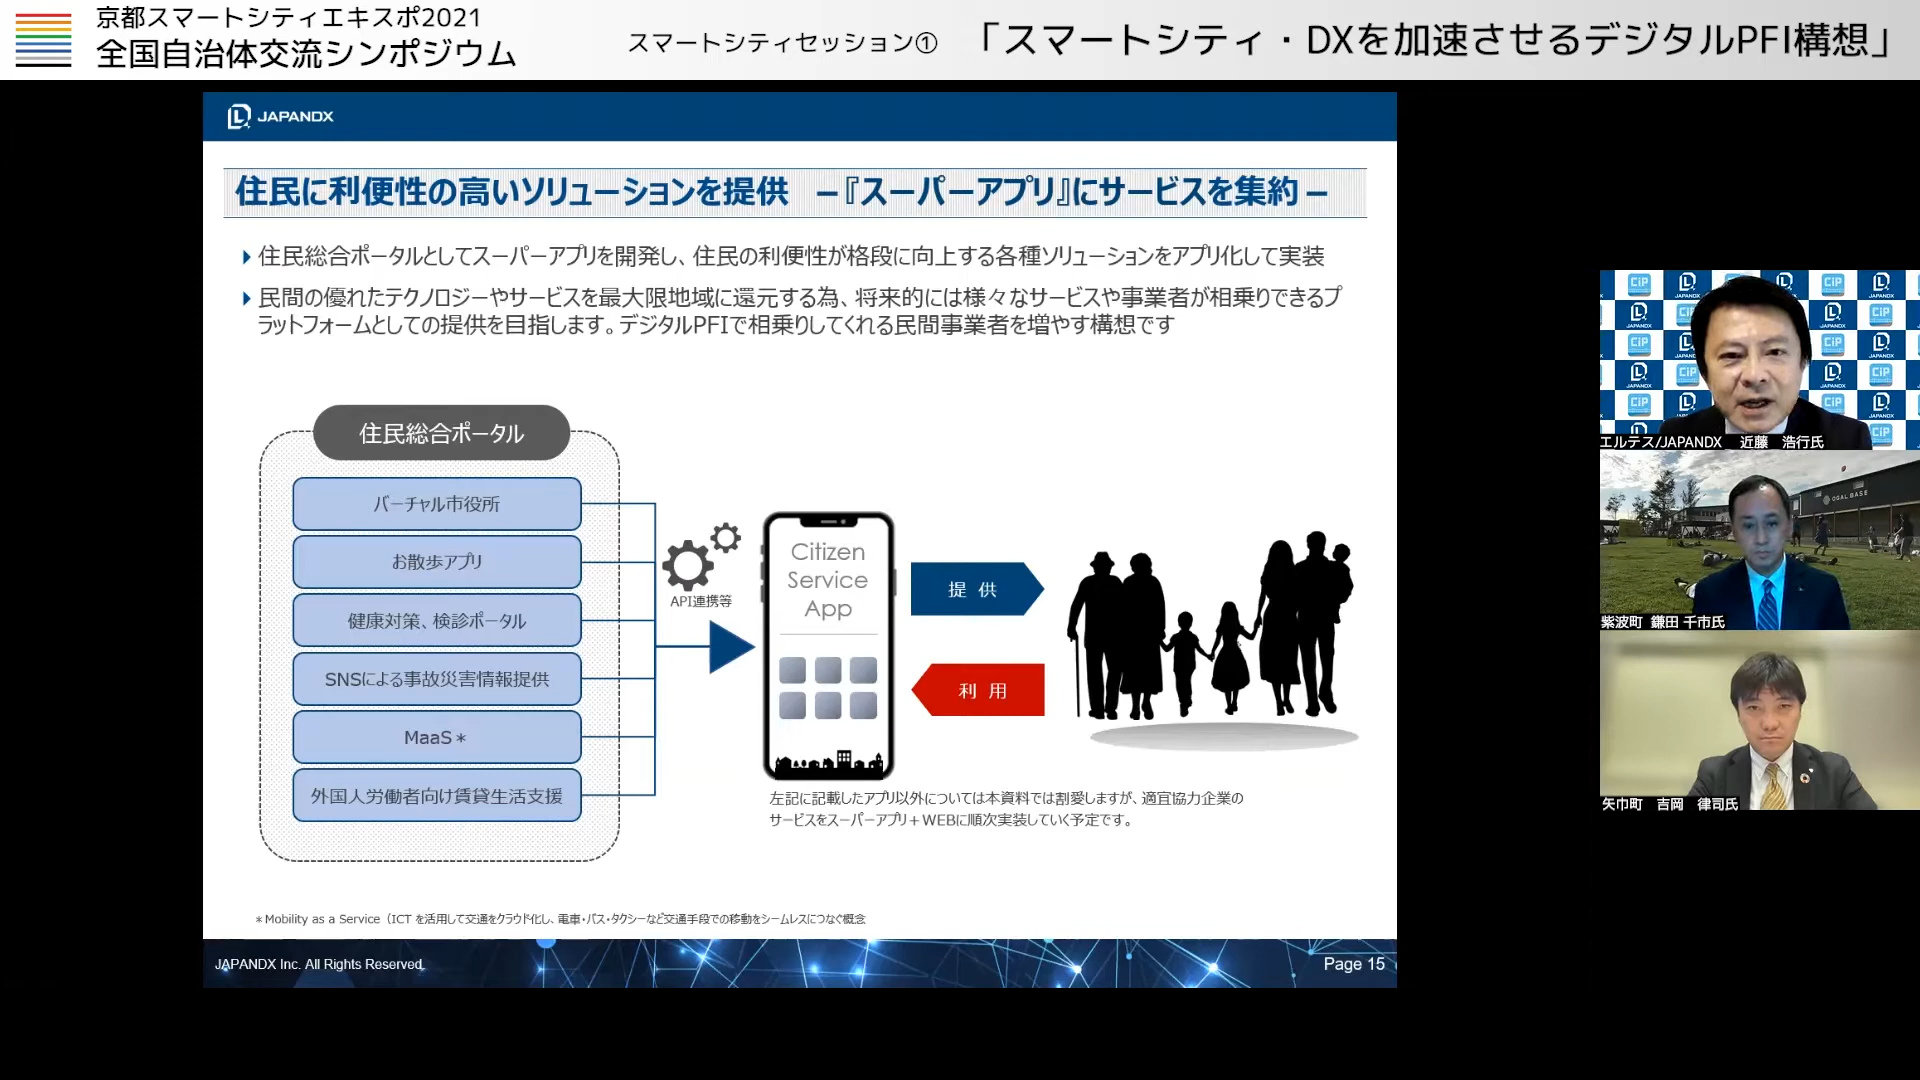 京都スマートシティエキスポ2021
全国自治体交流シンポジウム
スマートシティセッション① 「スマートシティ・DXを加速させるデジタルPFI構想」
JAPANDX
住民に利便性の高いソリューションを提供 －『スーパーアプリ』にサービスを集約－
住民総合ポータルとしてスーパーアプリを開発し、住民の利便性が格段に向上する各種ソリューションをアプリ化して実装
民間の優れたテクノロジーやサービスを最大限地域に還元する為、将来的には様々なサービスや事業者が相乗りできるプ
ラットフォームとしての提供を目指します。デジタルPFIで相乗りしてくれる民間事業者を増やす構想です
住民総合ポータル
バーチャル市役所
お散歩アプリ
健康対策、検診ポータル
SNSによる事故災害情報提供
MaaS＊
外国人労働者向け賃貸生活支援
API連携等
Citizen
Service
App
提 供
利 用
左記に記載したアプリ以外については本資料では割愛しますが、適宜協力企業の
サービスをスーパーアプリ＋WEBに順次実装していく予定です。
＊Mobility as a Service（ICT を活用して交通をクラウド化し、電車・バス・タクシーなど交通手段での移動をシームレスにつなぐ概念
JAPANDX Inc. All Rights Reserved.
Page 15
CiP
JAPANDX
エルテス/JAPANDX 近藤 浩行氏
OGAL BASE
紫波町 鎌田 千市氏
矢巾町 吉岡 律司氏